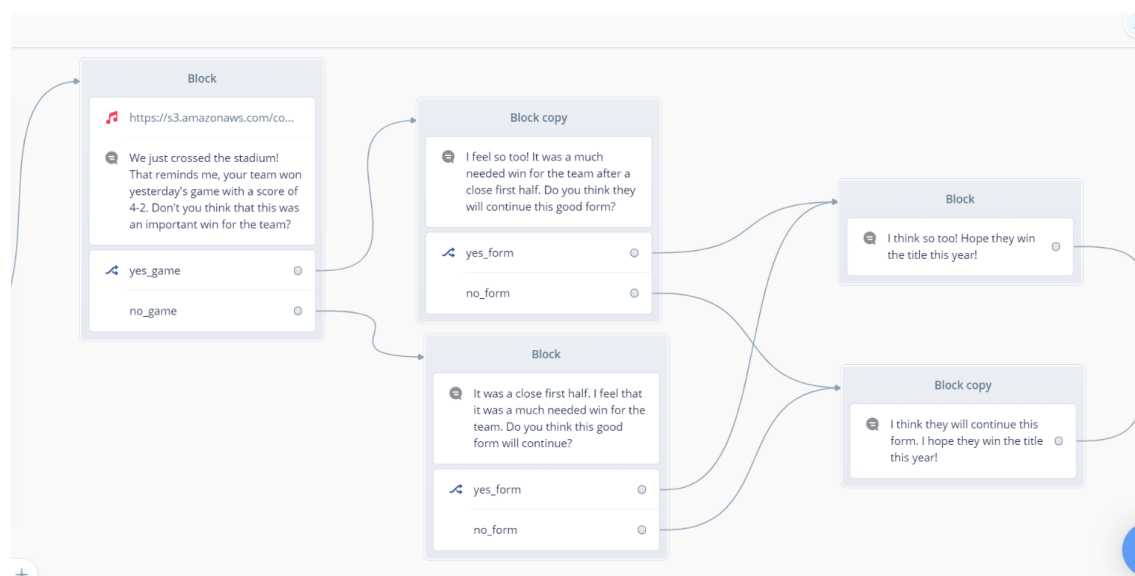 Block
https://s3.amazonaws.com/co...
We just crossed the stadium!
That reminds me, your team won
yesterday's game with a score of
4-2. Don't you think that this was
an important win for the team?
yes_game
no_game
Block copy
I feel so too! It was a much
needed win for the team after a
close first half. Do you think they
will continue this good form?
yes_form
no_form
Block
It was a close first half. I feel that
it was a much needed win for the
team. Do you think this good
form will continue?
yes_form
no_form
Block
I think so too! Hope they win
the title this year!
Block copy
I think they will continue this
form. I hope they win the title
this year!